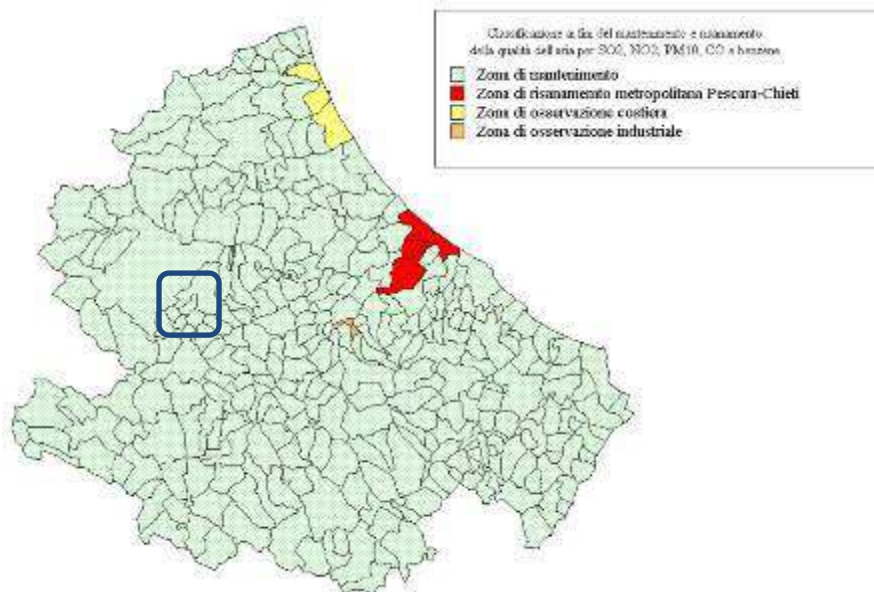 Classificazione ai fini del mantenimento e risanamento
della qualità dell'aria per SO2, NO2, PM10, CO e benzene
Zona di mantenimento
Zona di risanamento metropolitana Pescara-Chieti
Zona di osservazione costiera
Zona di osservazione industriale